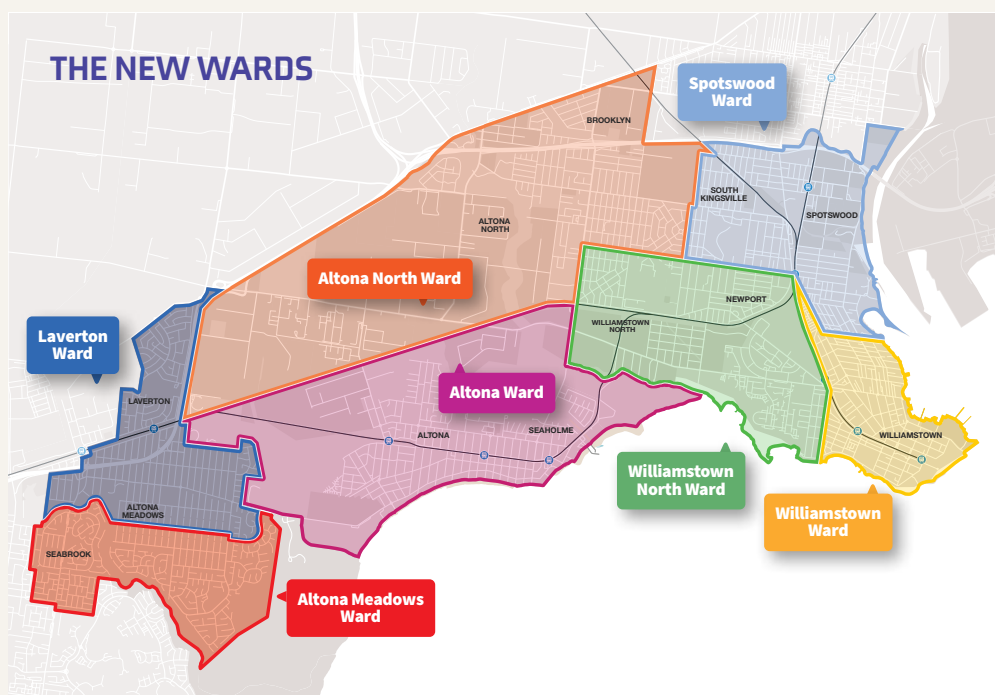 THE NEW WARDS
Spotswood
Ward
BROOKLYN
SOUTH
KINGSVILLE
SPOTSWOOD
ALTONA
NORTH
Altona North Ward
NEWPORT
WILLIAMSTOWN
NORTH
Laverton
Ward
Altona Ward
LAVERTON
ALTONA
SEAHOLME
WILLIAMSTOWN
Williamstown
North Ward
Williamstown
Ward
ALTONA
MEADOWS
SEABROOK
Altona Meadows
Ward